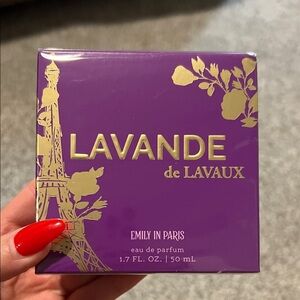 LAVANDE
de LAVAUX
EMILY IN PARIS
eau de parfum
1.7 FL. OZ. | 50 mL